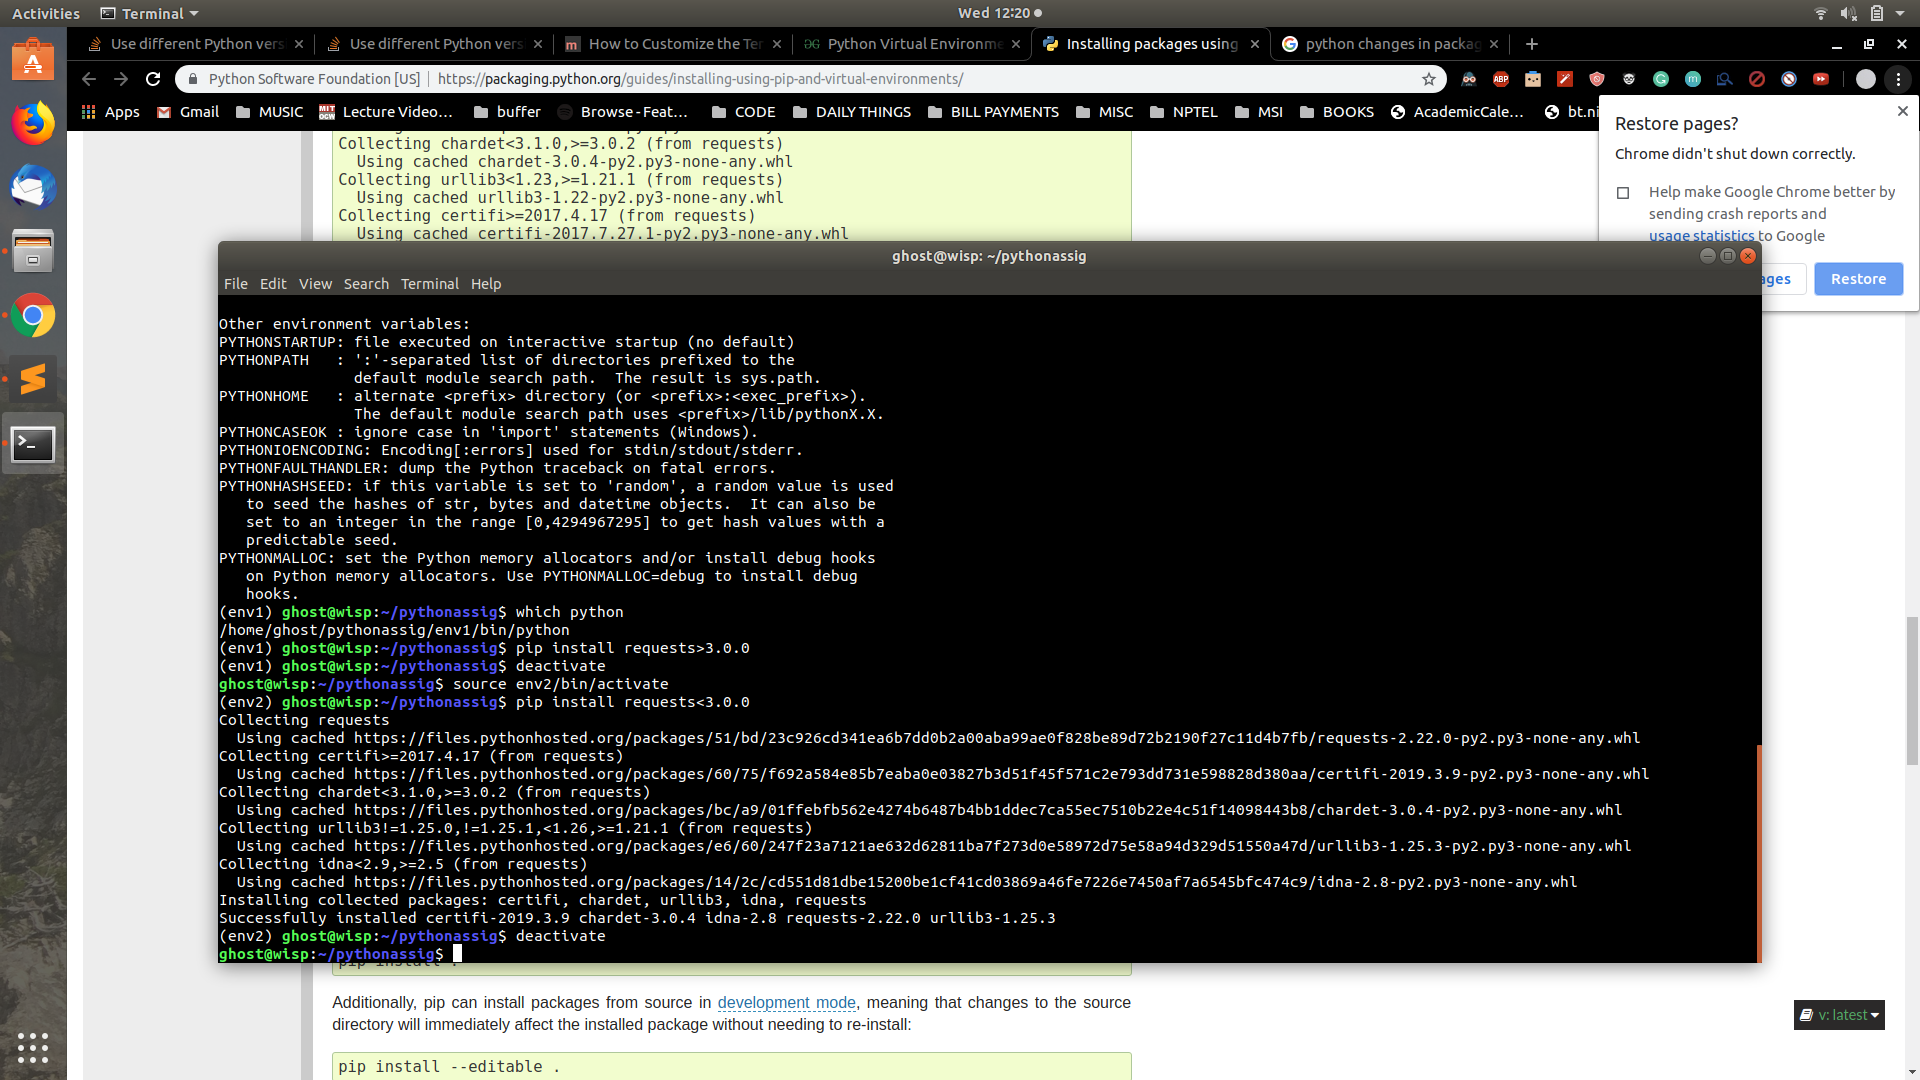 Activities Terminal Wed 12:20
Use different Python vers Use different Python vers How to Customize the Ter Python Virtual Environme Installing packages using python changes in packag
Python Software Foundation [US] https://packaging.python.org/guides/installing-using-pip-and-virtual-environments/
Apps Gmail MUSIC Lecture Video... buffer Browse - Feat... CODE DAILY THINGS BILL PAYMENTS MISC NPTEL MSI BOOKS AcademicCale... bt.ni
Restore pages?
Chrome didn't shut down correctly.
Help make Google Chrome better by
sending crash reports and
usage statistics to Google
ages Restore
Collecting chardet<3.1.0,>=3.0.2 (from requests)
Using cached chardet-3.0.4-py2.py3-none-any.whl
Collecting urllib3<1.23,>=1.21.1 (from requests)
Using cached urllib3-1.22-py2.py3-none-any.whl
Collecting certifi>=2017.4.17 (from requests)
Using cached certifi-2017.7.27.1-py2.py3-none-any.whl
ghost@wisp: ~/pythonassig
File Edit View Search Terminal Help
Other environment variables:
PYTHONSTARTUP: file executed on interactive startup (no default)
PYTHONPATH   : ':'-separated list of directories prefixed to the
default module search path.  The result is sys.path.
PYTHONHOME   : alternate <prefix> directory (or <prefix>:<exec_prefix>).
The default module search path uses <prefix>/lib/pythonX.X.
PYTHONCASEOK : ignore case in 'import' statements (Windows).
PYTHONIOENCODING: Encoding[:errors] used for stdin/stdout/stderr.
PYTHONFAULTHANDLER: dump the Python traceback on fatal errors.
PYTHONHASHSEED: if this variable is set to 'random', a random value is used
to seed the hashes of str, bytes and datetime objects.  It can also be
set to an integer in the range [0,4294967295] to get hash values with a
predictable seed.
PYTHONMALLOC: set the Python memory allocators and/or install debug hooks
on Python memory allocators. Use PYTHONMALLOC=debug to install debug
hooks.
(env1) ghost@wisp:~/pythonassig$ which python
/home/ghost/pythonassig/env1/bin/python
(env1) ghost@wisp:~/pythonassig$ pip install requests>3.0.0
(env1) ghost@wisp:~/pythonassig$ deactivate
ghost@wisp:~/pythonassig$ source env2/bin/activate
(env2) ghost@wisp:~/pythonassig$ pip install requests<3.0.0
Collecting requests
Using cached https://files.pythonhosted.org/packages/51/bd/23c926cd341ea6b7dd0b2a00aba99ae0f828be89d72b2190f27c11d4b7fb/requests-2.22.0-py2.py3-none-any.whl
Collecting certifi>=2017.4.17 (from requests)
Using cached https://files.pythonhosted.org/packages/60/75/f692a584e85b7eaba0e03827b3d51f45f571c2e793dd731e598828d380aa/certifi-2019.3.9-py2.py3-none-any.whl
Collecting chardet<3.1.0,>=3.0.2 (from requests)
Using cached https://files.pythonhosted.org/packages/bc/a9/01ffebfb562e4274b6487b4bb1ddec7ca55ec7510b22e4c51f14098443b8/chardet-3.0.4-py2.py3-none-any.whl
Collecting urllib3!=1.25.0,!=1.25.1,<1.26,>=1.21.1 (from requests)
Using cached https://files.pythonhosted.org/packages/e6/60/247f23a7121ae632d62811ba7f273d0e58972d75e58a94d329d51550a47d/urllib3-1.25.3-py2.py3-none-any.whl
Collecting idna<2.9,>=2.5 (from requests)
Using cached https://files.pythonhosted.org/packages/14/2c/cd551d81dbe15200be1cf41cd03869a46fe7226e7450af7a6545bfc474c9/idna-2.8-py2.py3-none-any.whl
Installing collected packages: certifi, chardet, urllib3, idna, requests
Successfully installed certifi-2019.3.9 chardet-3.0.4 idna-2.8 requests-2.22.0 urllib3-1.25.3
(env2) ghost@wisp:~/pythonassig$ deactivate
ghost@wisp:~/pythonassig$
pip install .
Additionally, pip can install packages from source in development mode, meaning that changes to the source
directory will immediately affect the installed package without needing to re-install:
v: latest
pip install --editable .